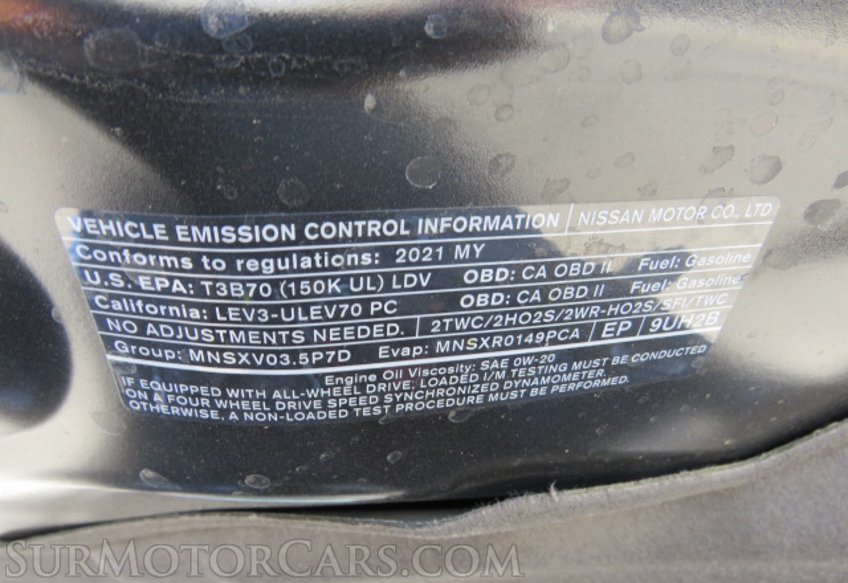 VEHICLE EMISSION CONTROL INFORMATION | NISSAN MOTOR CO., LTD
Conforms to regulations: 2021 MY
U.S. EPA: T3B70 (150K UL) LDV OBD: CA OBD II Fuel: Gasoline
California: LEV3-ULEV70 PC OBD: CA OBD II Fuel: Gasoline
NO ADJUSTMENTS NEEDED. | 2TWC/2HO2S/2WR-HO2S/SFI/TWC
Group: MNSXV03.5P7D Evap: MNSXR0149PCA | EP | 9UH2B
Engine Oil Viscosity: SAE 0W-20
IF EQUIPPED WITH ALL-WHEEL DRIVE, LOADED I/M TESTING MUST BE CONDUCTED
ON A FOUR WHEEL DRIVE SPEED SYNCHRONIZED DYNAMOMETER.
OTHERWISE, A NON-LOADED TEST PROCEDURE MUST BE PERFORMED.
SURMOTORCARS.COM